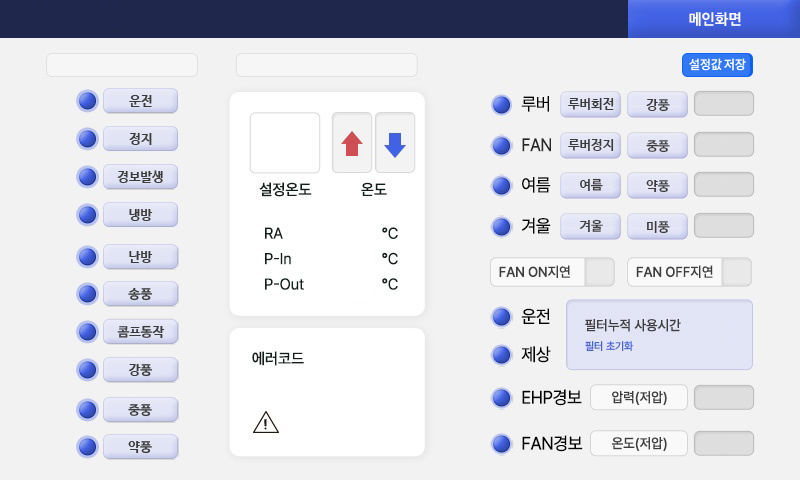 메인화면
설정값 저장
운전
정지
경보발생
냉방
난방
송풍
콤프동작
강풍
중풍
약풍
설정온도
온도
RA °C
P-In °C
P-Out °C
에러코드
루버 루버회전 강풍
FAN 루버정지 중풍
여름 여름 약풍
겨울 겨울 미풍
FAN ON지연 FAN OFF지연
운전
제상
필터누적 사용시간
필터 초기화
EHP경보 압력(저압)
FAN경보 온도(저압)